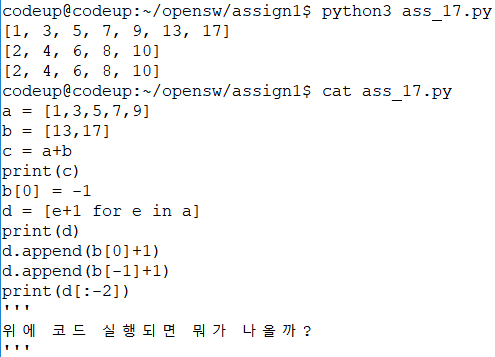 codeup@codeup:~/opensw/assign1$ python3 ass_17.py
[1, 3, 5, 7, 9, 13, 17]
[2, 4, 6, 8, 10]
[2, 4, 6, 8, 10]
codeup@codeup:~/opensw/assign1$ cat ass_17.py
a = [1,3,5,7,9]
b = [13,17]
c = a+b
print(c)
b[0] = -1
d = [e+1 for e in a]
print(d)
d.append(b[0]+1)
d.append(b[-1]+1)
print(d[:-2])
'''
위에 코드 실행되면 뭐가 나올까?
'''